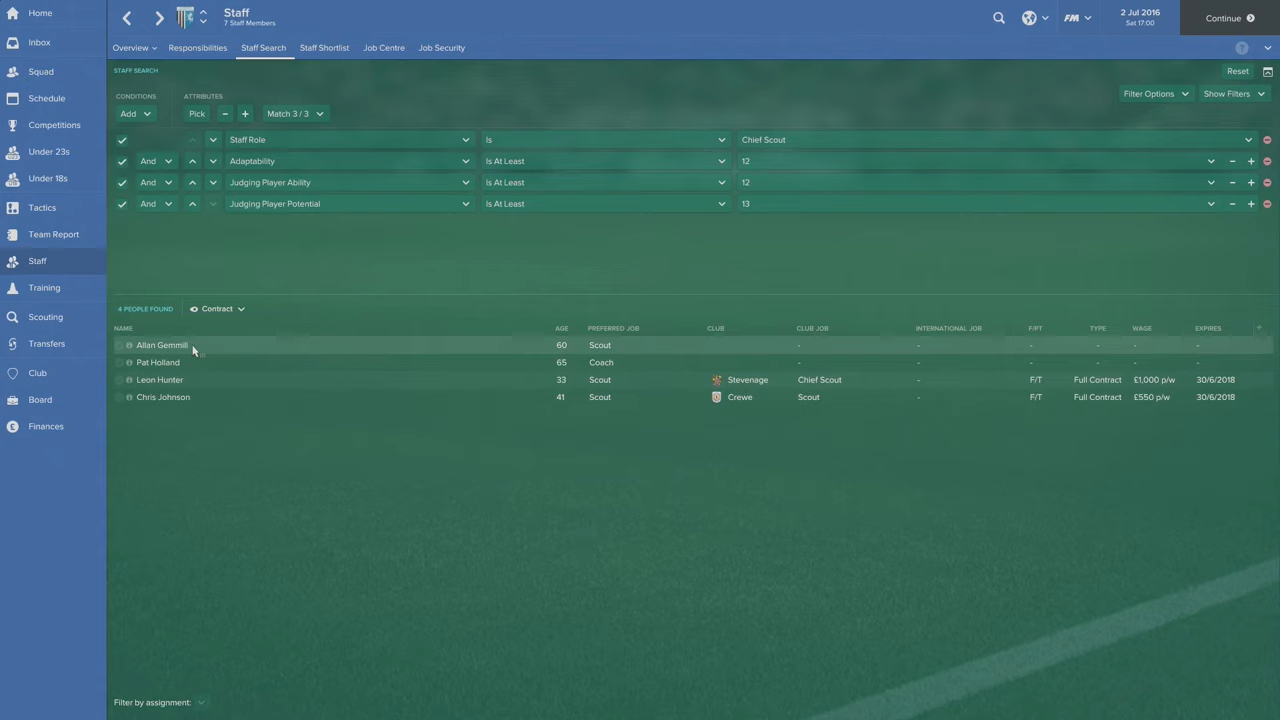 Home
Inbox
Squad
Schedule
Competitions
Under 23s
Under 18s
Tactics
Team Report
Staff
Training
Scouting
Transfers
Club
Board
Finances
Staff
7 Staff Members
FM
2 Jul 2016
Sat 17:00
Continue
Overview
Responsibilities
Staff Search
Staff Shortlist
Job Centre
Job Security
?
STAFF SEARCH
Reset
CONDITIONS
ATTRIBUTES
Filter Options
Show Filters
Add
Pick - +
Match 3 / 3
Staff Role Is Chief Scout
And Adaptability Is At Least 12 - +
And Judging Player Ability Is At Least 12 - +
And Judging Player Potential Is At Least 13 - +
4 PEOPLE FOUND Contract
NAME AGE PREFERRED JOB CLUB CLUB JOB INTERNATIONAL JOB F/PT TYPE WAGE EXPIRES +
Allan Gemmill 60 Scout - - - - - -
Pat Holland 65 Coach - - - - - -
Leon Hunter 33 Scout Stevenage Chief Scout - F/T Full Contract £1,000 p/w 30/6/2018
Chris Johnson 41 Scout Crewe Scout - F/T Full Contract £550 p/w 30/6/2018
Filter by assignment: